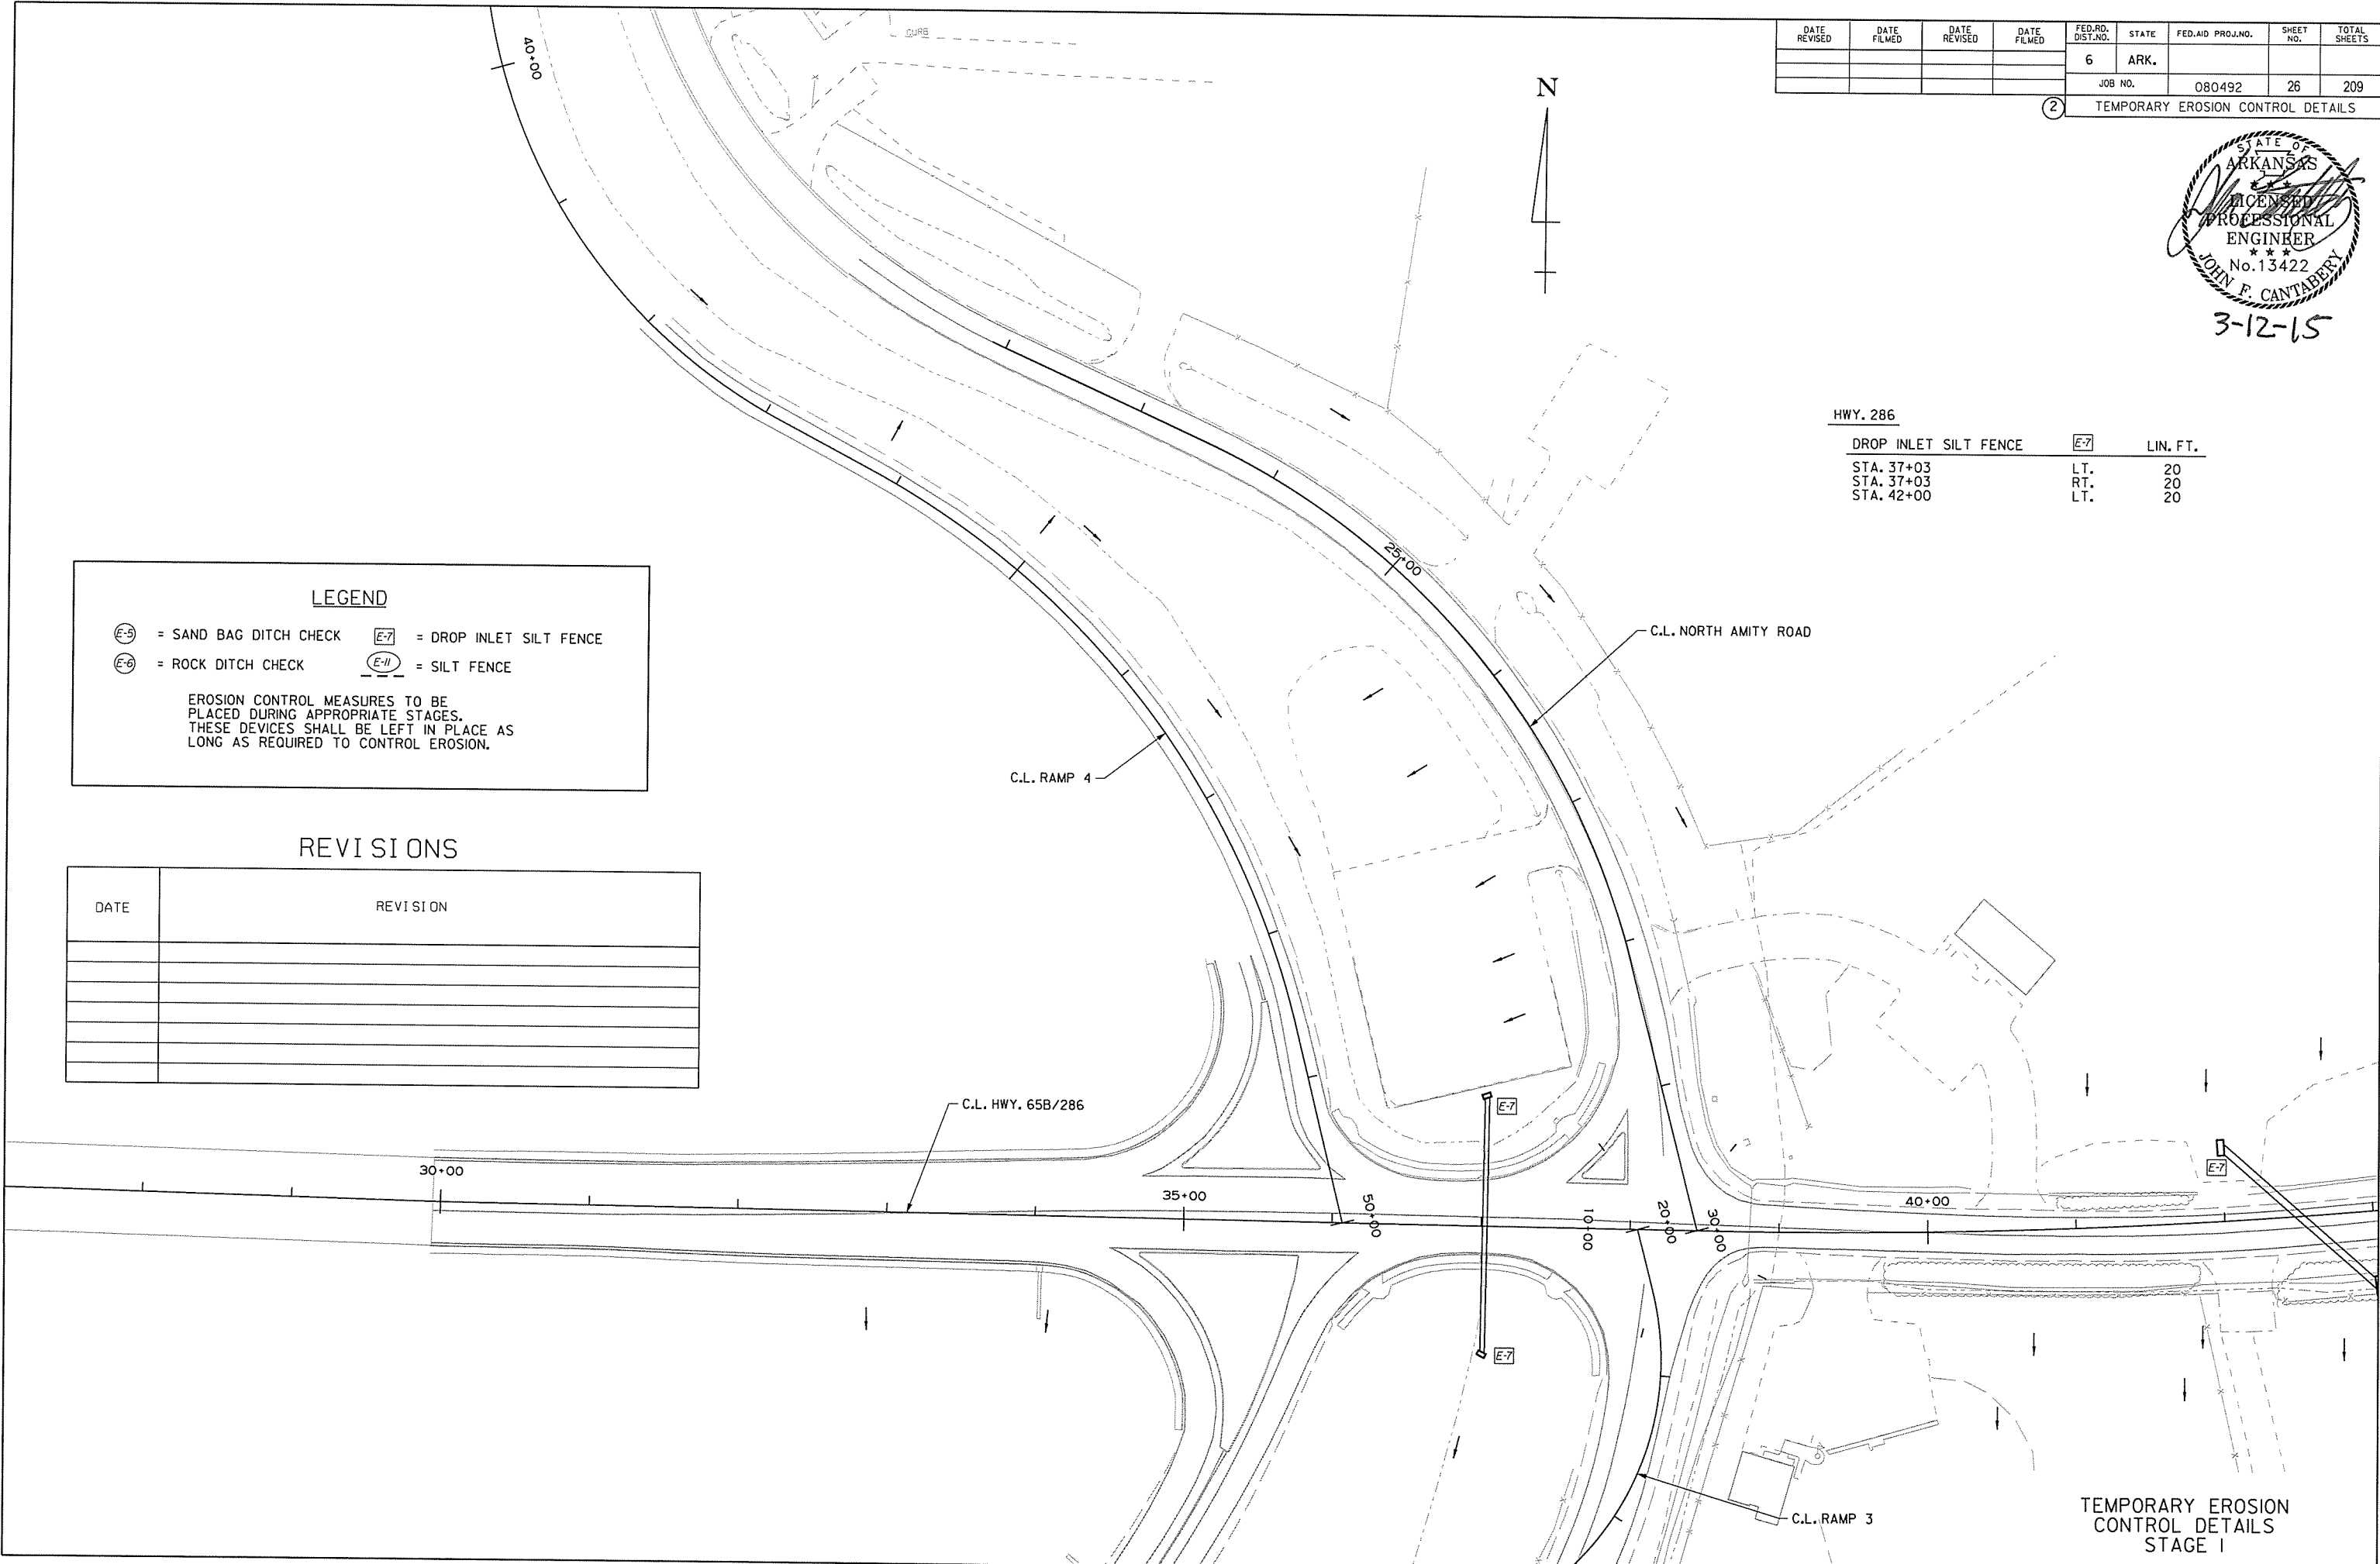 DATE REVISED
DATE FILMED
DATE REVISED
DATE FILMED
FED.RD. DIST.NO.
STATE
FED.AID PROJ.NO.
SHEET NO.
TOTAL SHEETS
6
ARK.
JOB NO.
080492
26
209
2
TEMPORARY EROSION CONTROL DETAILS
STATE OF
ARKANSAS
LICENSED
PROFESSIONAL
ENGINEER
No.13422
JOHN F. CANTABERY
3-12-15
CURB
40+00
N
HWY. 286
DROP INLET SILT FENCE E-7 LIN. FT.
STA. 37+03 LT. 20
STA. 37+03 RT. 20
STA. 42+00 LT. 20
25+00
LEGEND
E-5 = SAND BAG DITCH CHECK E-7 = DROP INLET SILT FENCE
E-6 = ROCK DITCH CHECK E-11 = SILT FENCE
EROSION CONTROL MEASURES TO BE
PLACED DURING APPROPRIATE STAGES.
THESE DEVICES SHALL BE LEFT IN PLACE AS
LONG AS REQUIRED TO CONTROL EROSION.
C.L. NORTH AMITY ROAD
C.L. RAMP 4
REVISIONS
DATE
REVISION
C.L. HWY. 65B/286
E-7
E-7
30+00
35+00
50+00
10+00
20+00
30+00
40+00
E-7
C.L. RAMP 3
TEMPORARY EROSION
CONTROL DETAILS
STAGE 1